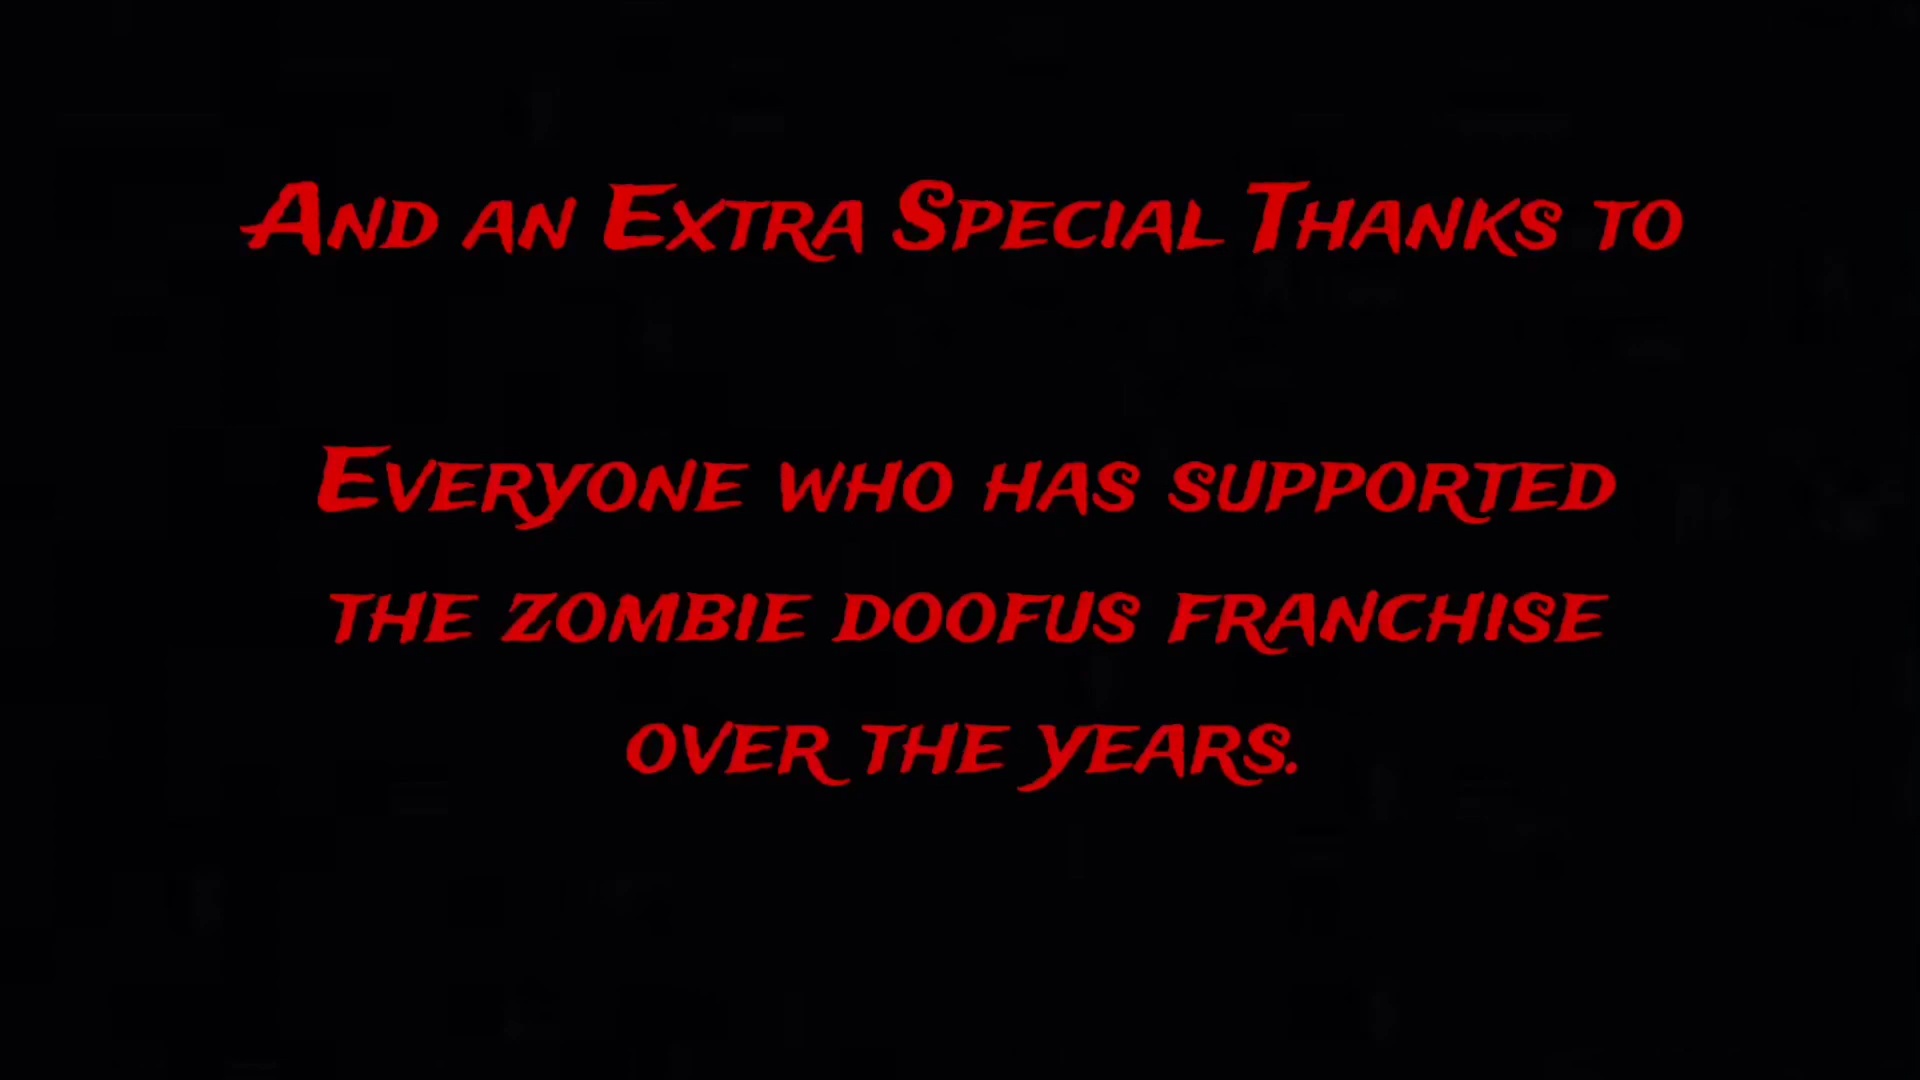 And an Extra Special Thanks to
Everyone who has supported
the zombie doofus franchise
over the years.